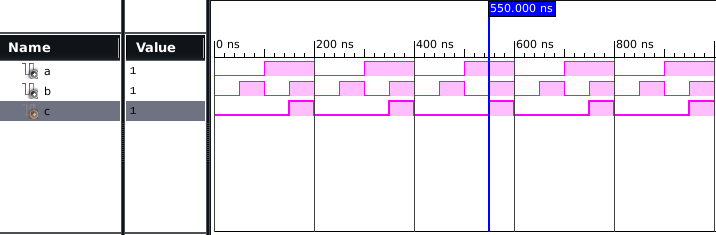 550.000 ns
Name Value
0 ns 200 ns 400 ns 600 ns 800 ns
a 1
b 1
c 1